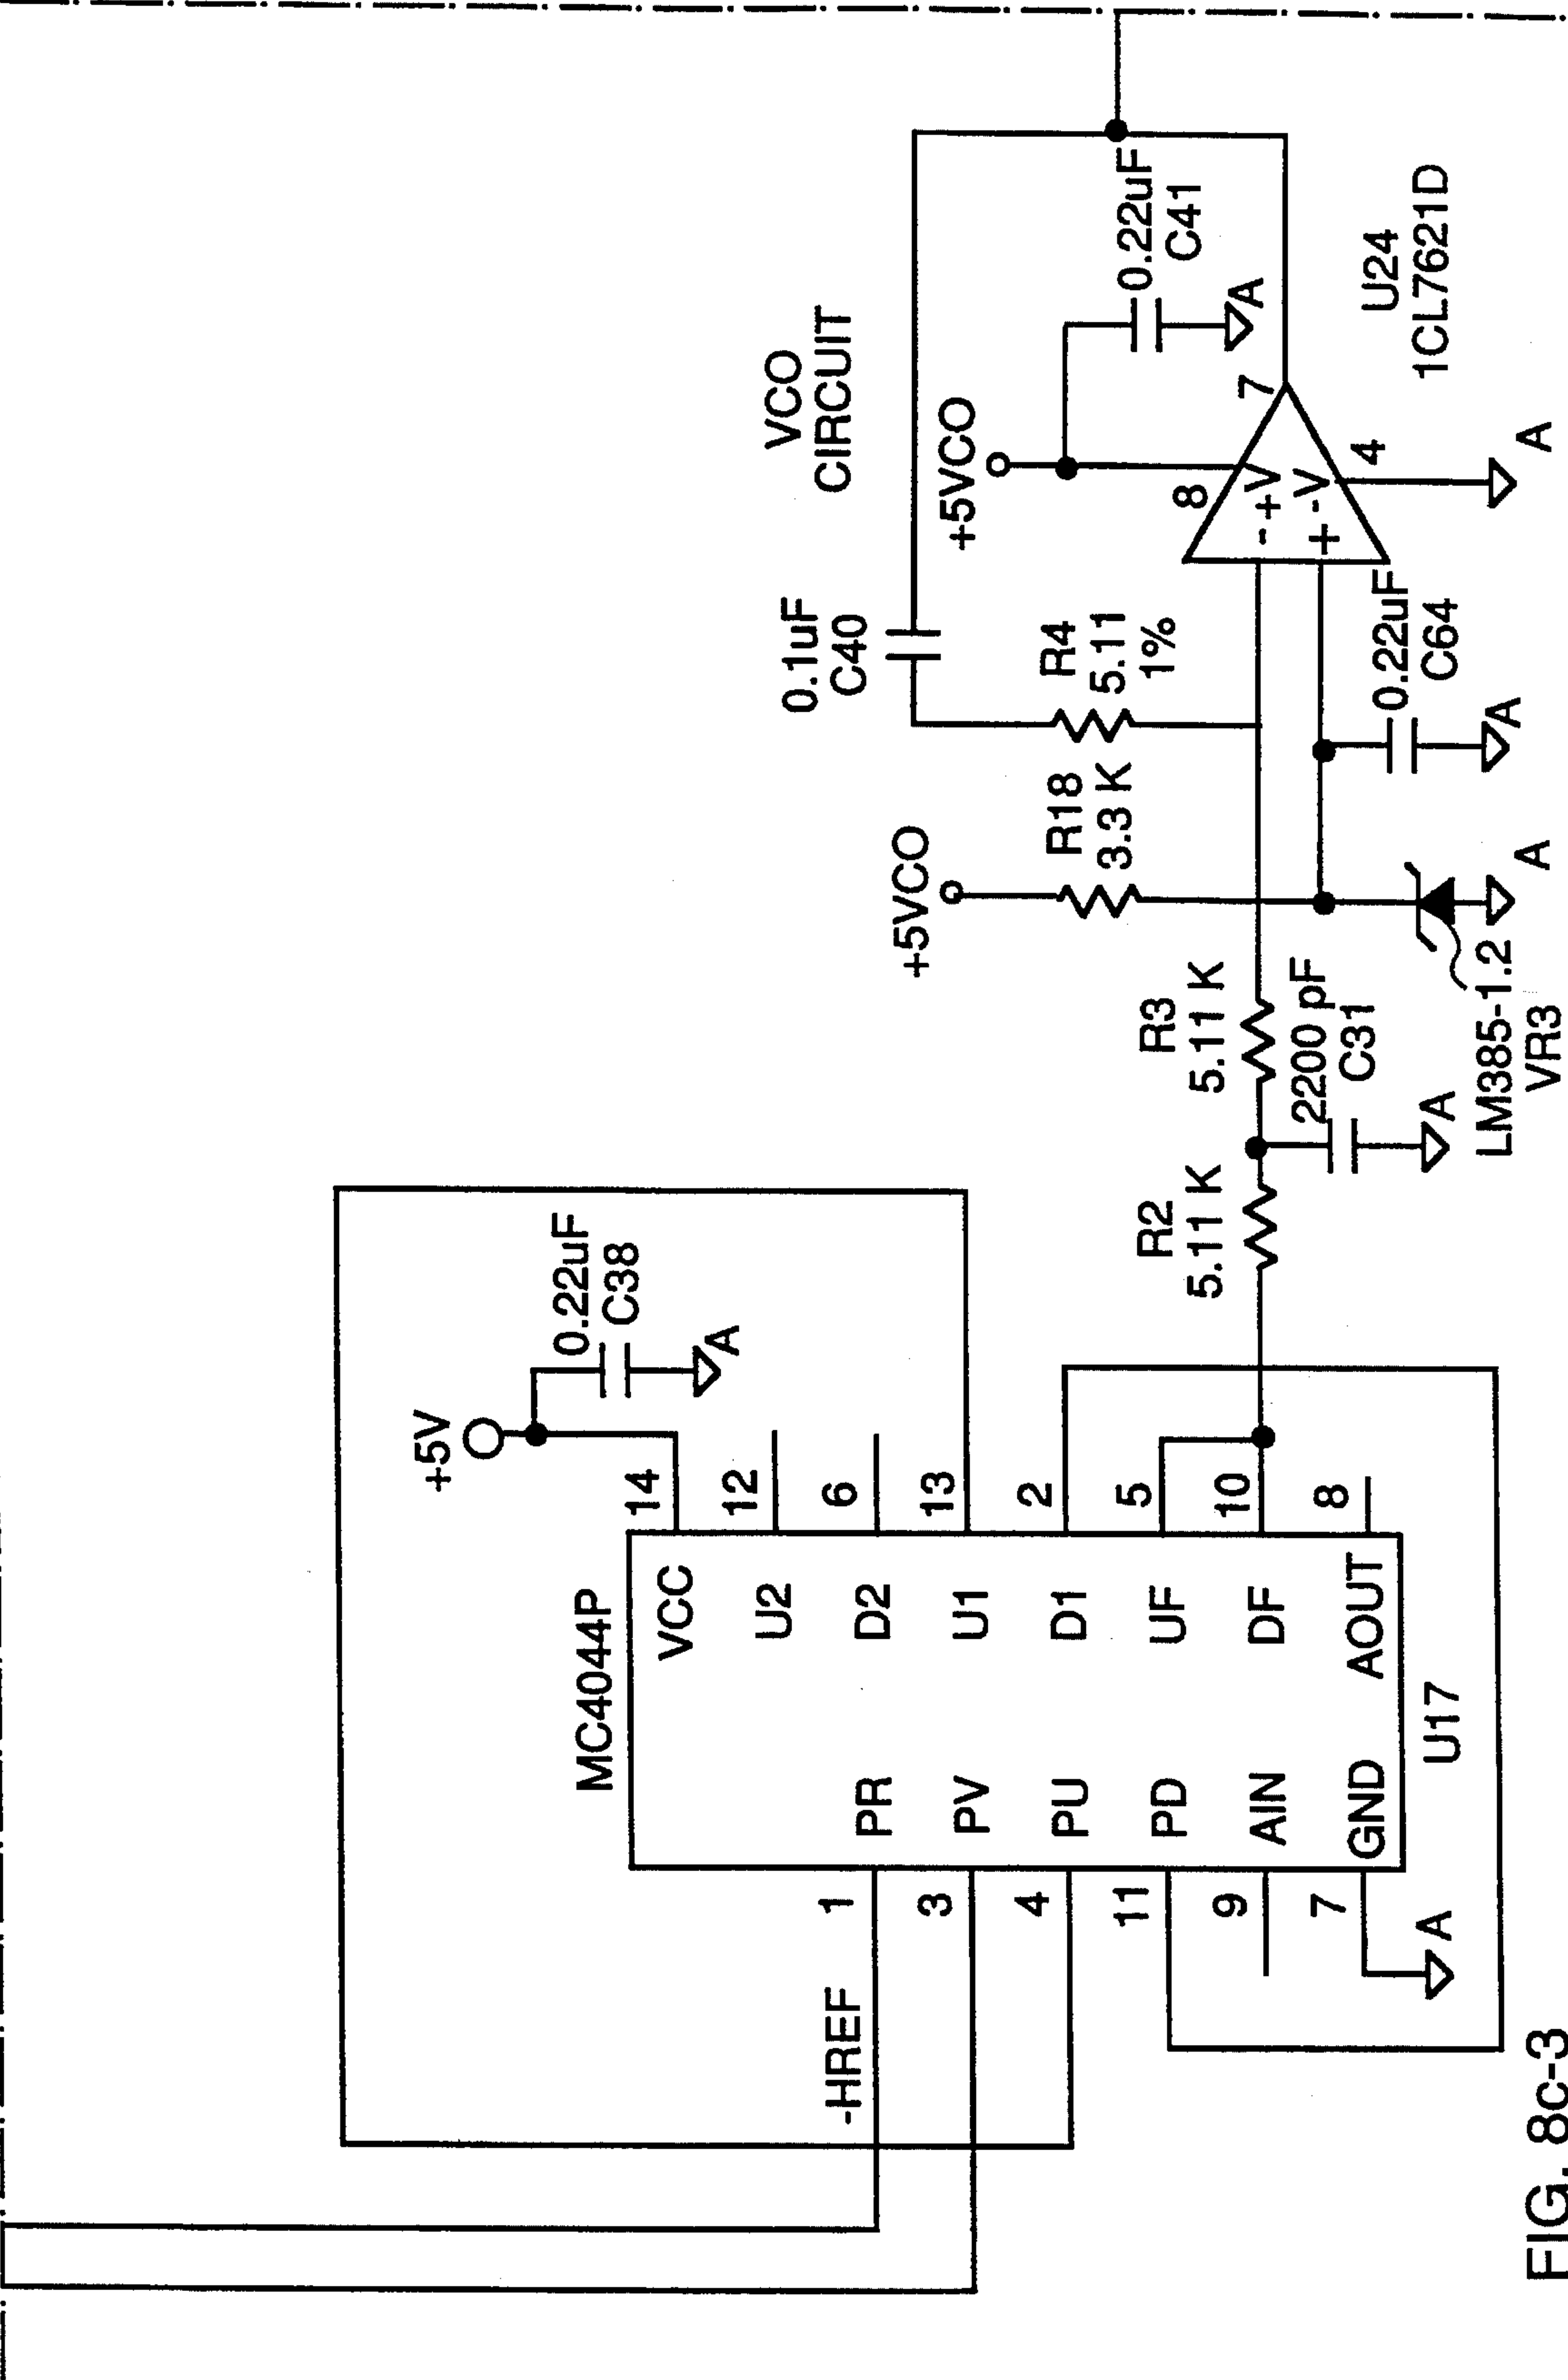 VCO
CIRCUIT
0.1uF
C40
+5VCO
0.22uF
C41
A
R4
5.11
1%
8
7
- +V
+ -V
4
A
U24
1CL7621D
+5VCO
R18
3.3 K
0.22uF
C64
A
R3
5.11 K
2200 pF
C31
A
LM385-1.2
VR3
A
R2
5.11 K
+5V
0.22uF
C38
A
MC4044P
VCC
14
U2
12
D2
6
-HREF
1
PR
U1
13
3
PV
D1
2
4
PU
UF
5
11
PD
DF
10
9
AIN
AOUT
8
7
GND
A
U17
FIG. 8c-3